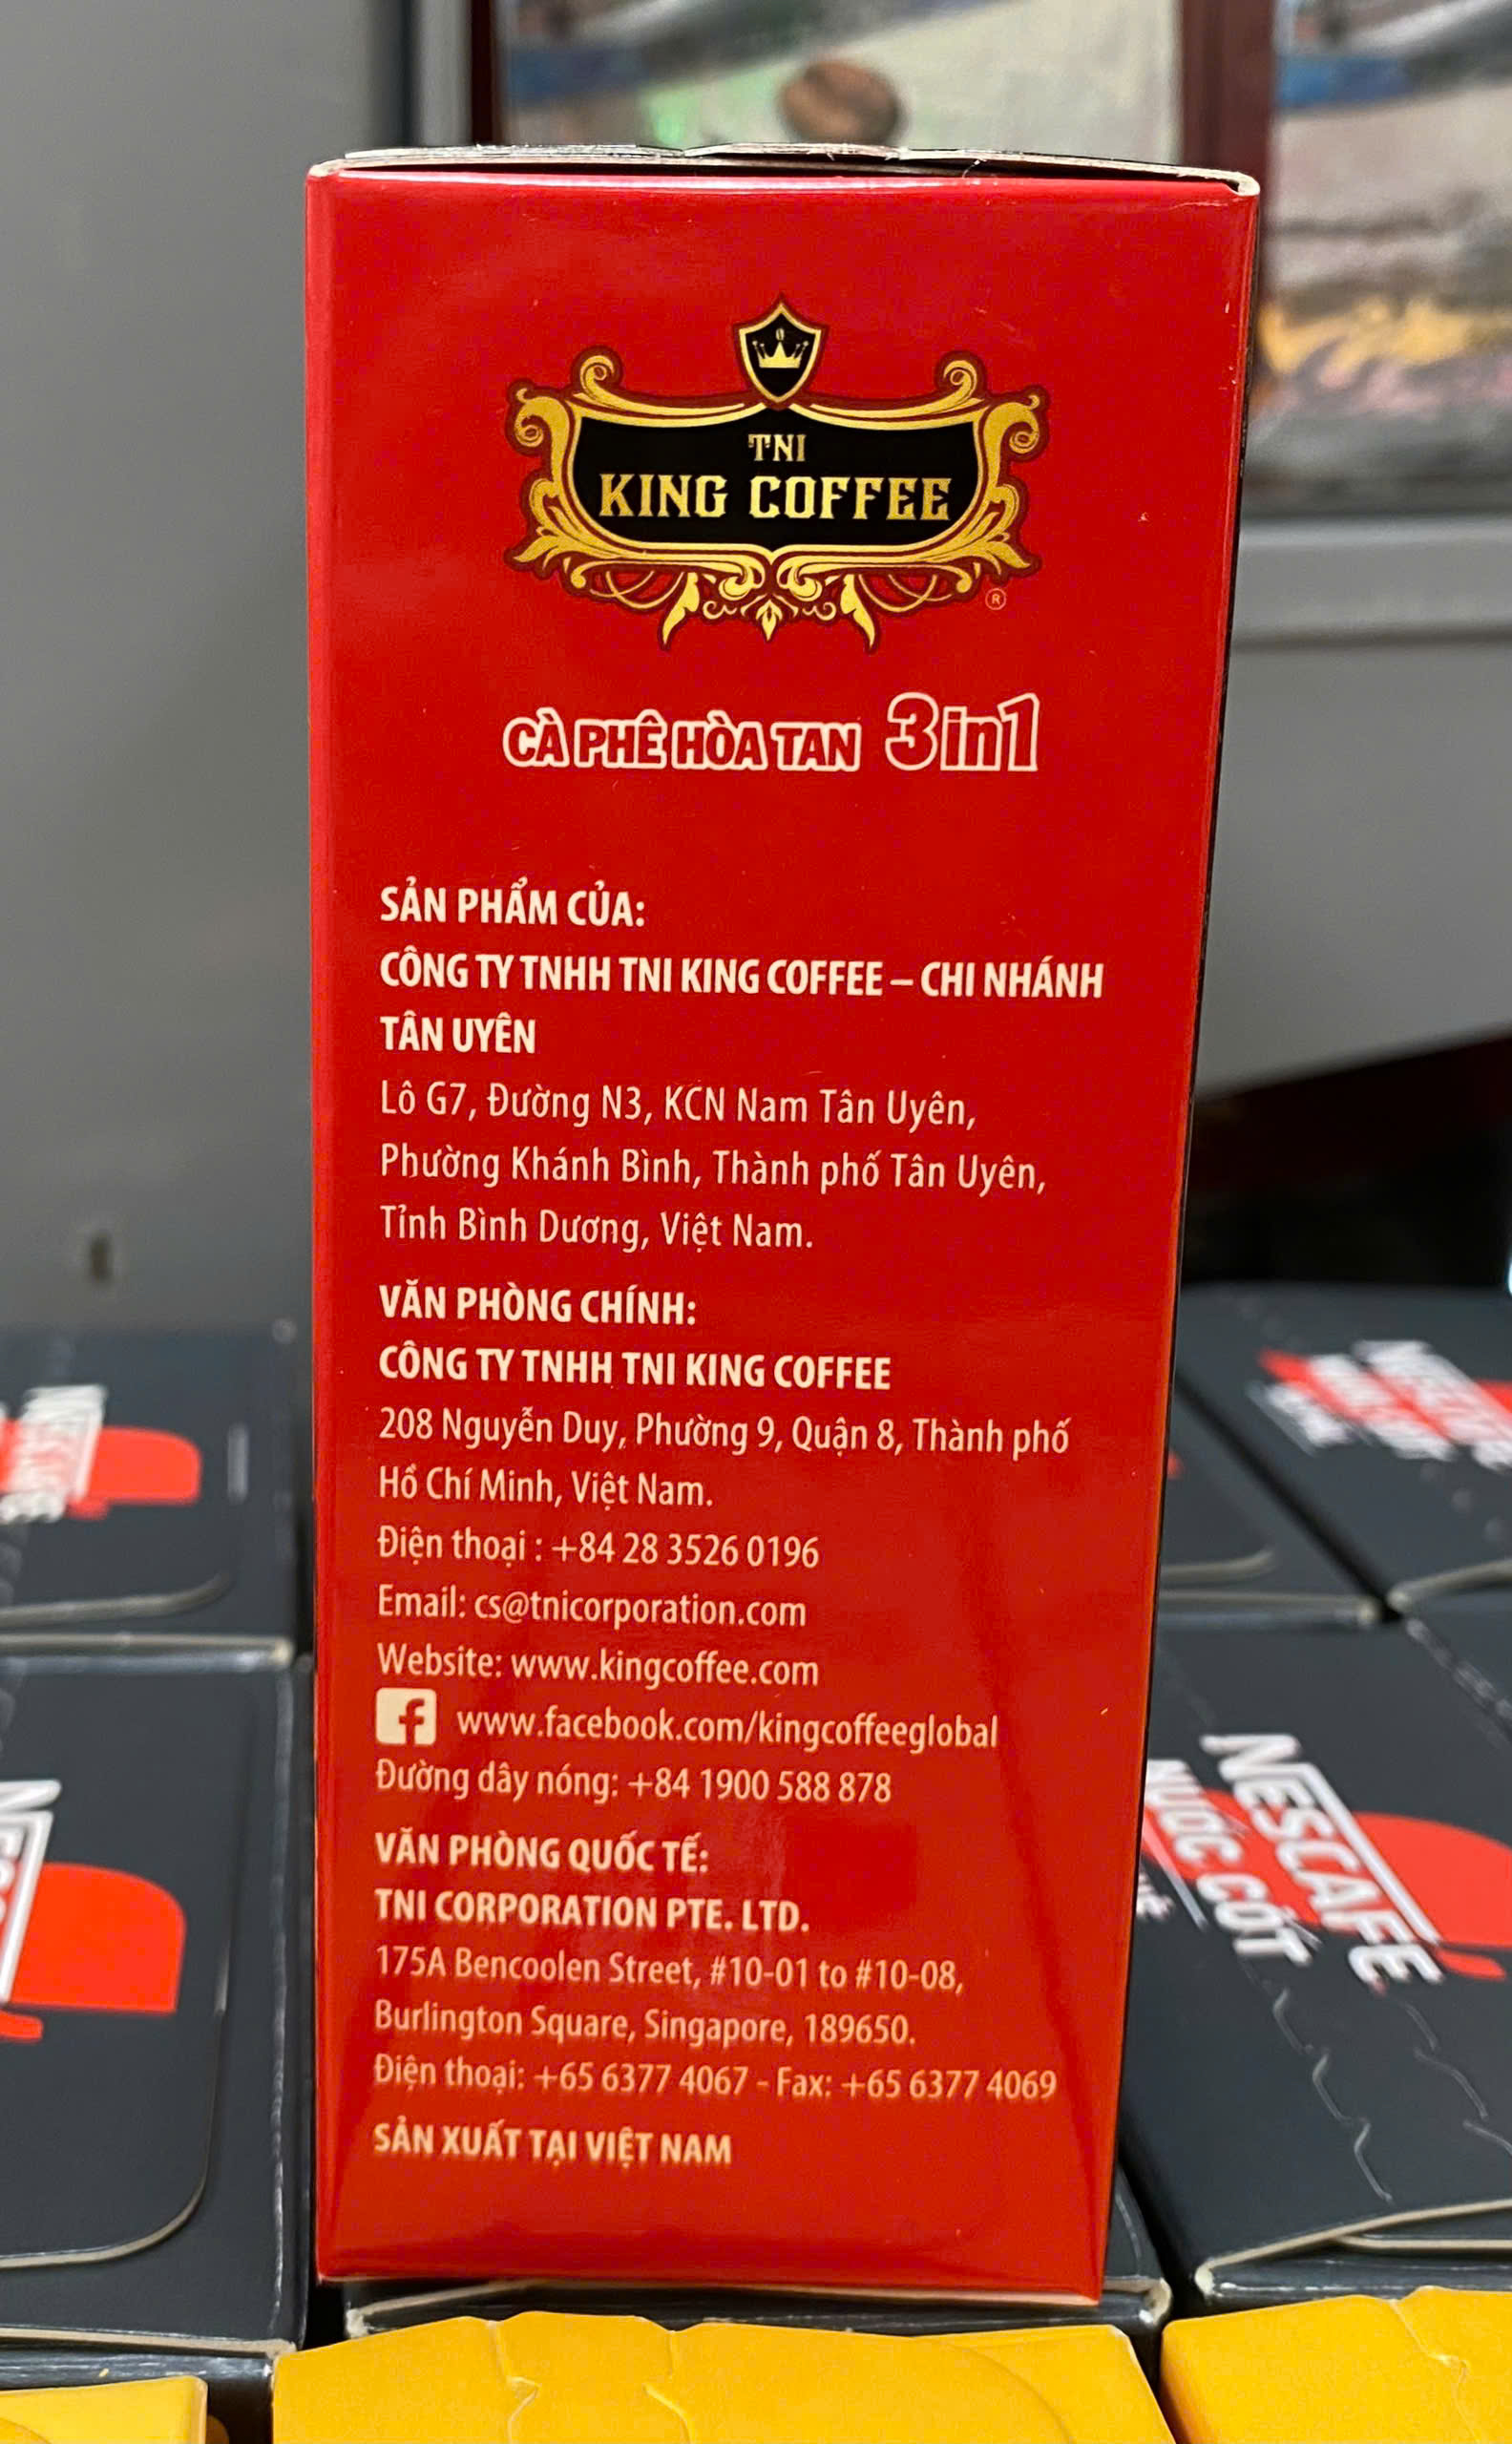 TNI
KING COFFEE
®
CÀ PHÊ HÒA TAN 3in1
SẢN PHẨM CỦA:
CÔNG TY TNHH TNI KING COFFEE – CHI NHÁNH
TÂN UYÊN
Lô G7, Đường N3, KCN Nam Tân Uyên,
Phường Khánh Bình, Thành phố Tân Uyên,
Tỉnh Bình Dương, Việt Nam.
VĂN PHÒNG CHÍNH:
CÔNG TY TNHH TNI KING COFFEE
208 Nguyễn Duy, Phường 9, Quận 8, Thành phố
Hồ Chí Minh, Việt Nam.
Điện thoại : +84 28 3526 0196
Email: cs@tnicorporation.com
Website: www.kingcoffee.com
f www.facebook.com/kingcoffeeglobal
Đường dây nóng: +84 1900 588 878
VĂN PHÒNG QUỐC TẾ:
TNI CORPORATION PTE. LTD.
175A Bencoolen Street, #10-01 to #10-08,
Burlington Square, Singapore, 189650.
Điện thoại: +65 6377 4067 - Fax: +65 6377 4069
SẢN XUẤT TẠI VIỆT NAM
NESCAFÉ
NESCAFÉ
NESCAFÉ
NƯỚC CỐT